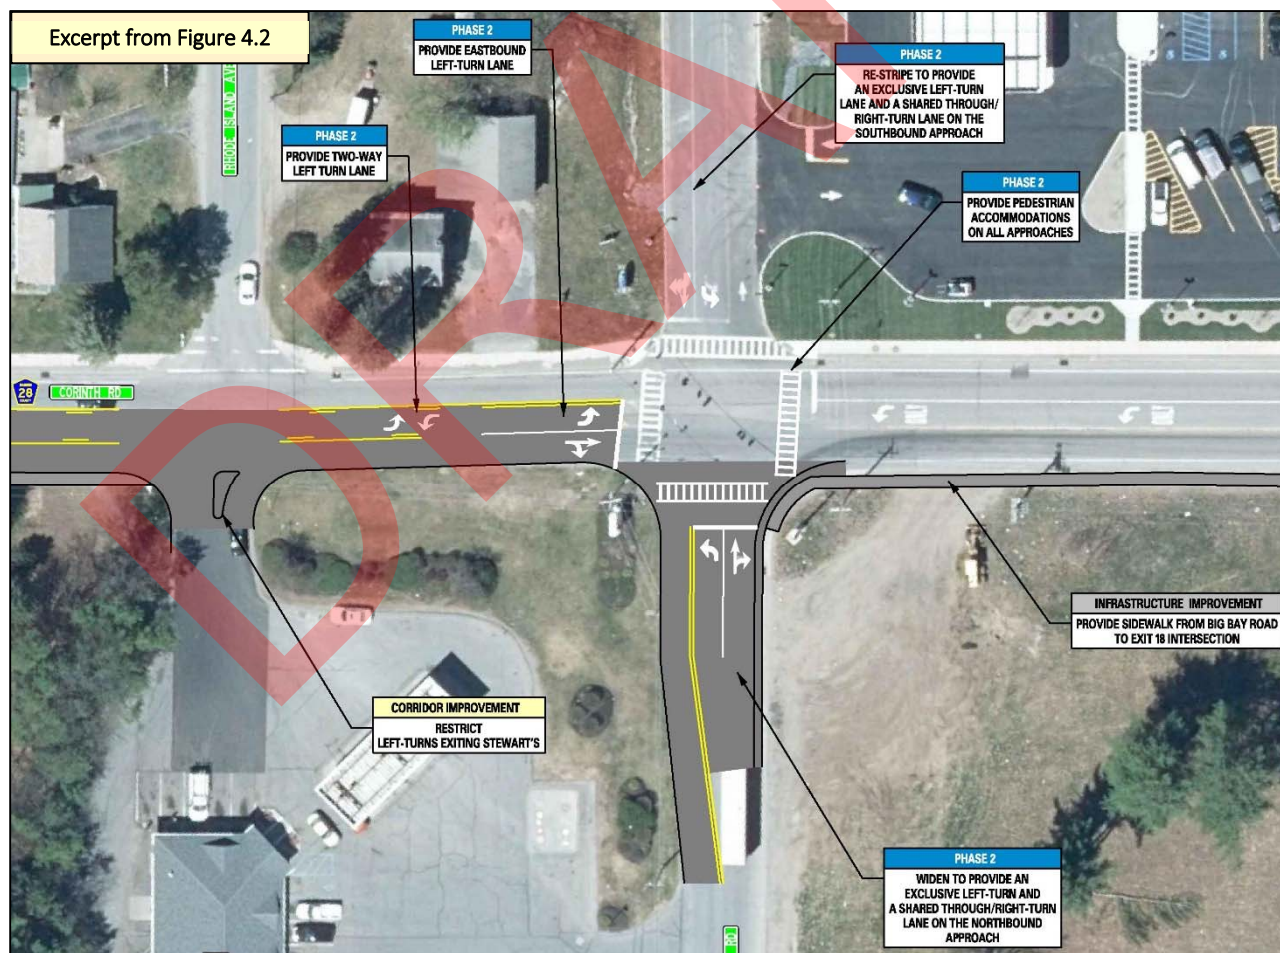 Excerpt from Figure 4.2
RHODE ISLAND AVE
PHASE 2
PROVIDE EASTBOUND
LEFT-TURN LANE
PHASE 2
RE-STRIPE TO PROVIDE
AN EXCLUSIVE LEFT-TURN
LANE AND A SHARED THROUGH/
RIGHT-TURN LANE ON THE
SOUTHBOUND APPROACH
PHASE 2
PROVIDE TWO-WAY
LEFT TURN LANE
PHASE 2
PROVIDE PEDESTRIAN
ACCOMMODATIONS
ON ALL APPROACHES
DRA
28
CORINTH RD
INFRASTRUCTURE IMPROVEMENT
PROVIDE SIDEWALK FROM BIG BAY ROAD
TO EXIT 18 INTERSECTION
CORRIDOR IMPROVEMENT
RESTRICT
LEFT-TURNS EXITING STEWART'S
PHASE 2
WIDEN TO PROVIDE AN
EXCLUSIVE LEFT-TURN AND
A SHARED THROUGH/RIGHT-TURN
LANE ON THE NORTHBOUND
APPROACH
RD